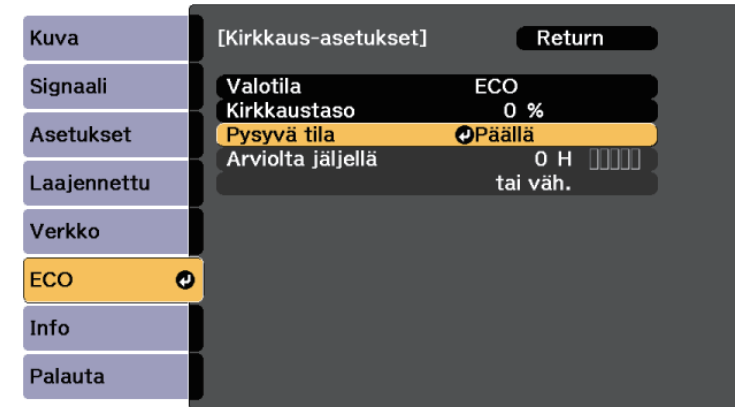 Kuva
Signaali
Asetukset
Laajennettu
Verkko
ECO
Info
Palauta
[Kirkkaus-asetukset] Return
Valotila ECO
Kirkkaustaso 0 %
Pysyvä tila Päällä
Arviolta jäljellä 0 H
tai väh.